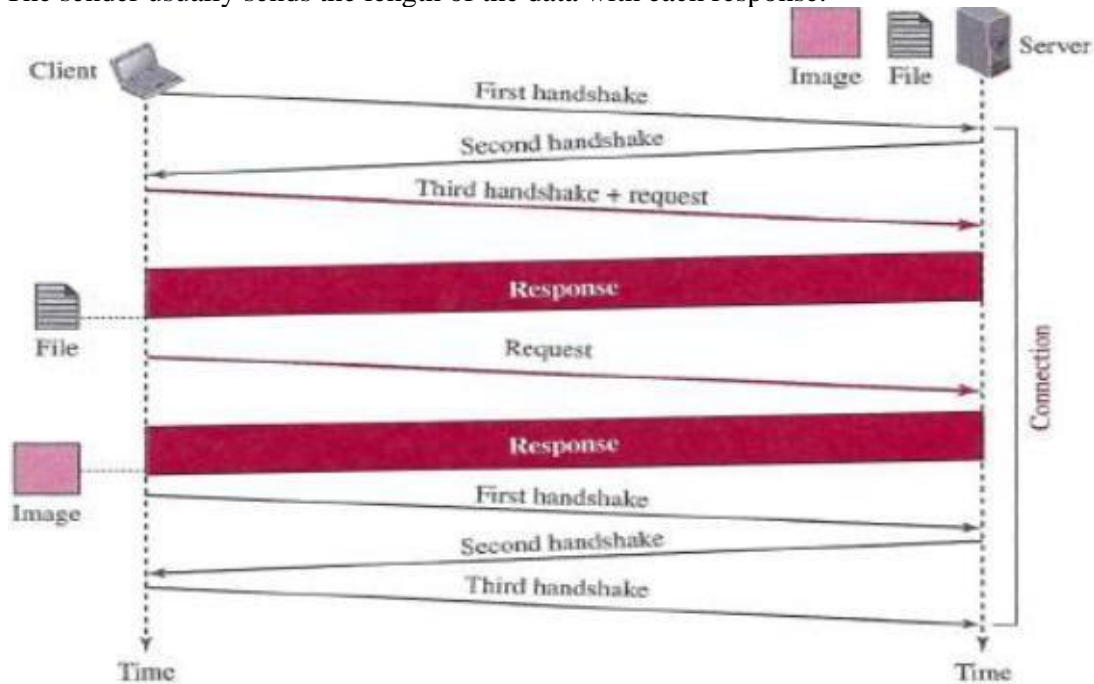 The sender usually sends the length of the data with each response.
Client
Image
File
Server
First handshake
Second handshake
Third handshake + request
Response
File
Request
Connection
Response
Image
First handshake
Second handshake
Third handshake
Time
Time